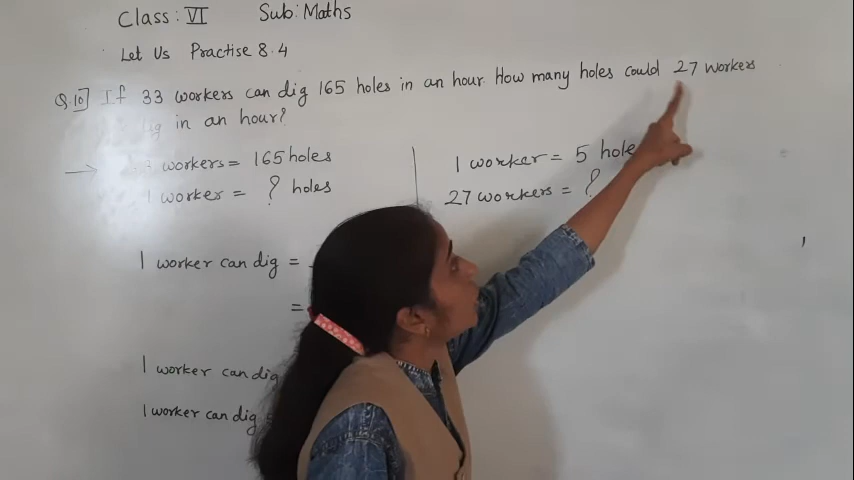 Class: VI Sub: Maths
Let Us Practise 8.4
Q.10] If 33 workers can dig 165 holes in an hour. How many holes could 27 workers
dig in an hour?
→ workers = 165 holes
1 worker = ? holes
1 worker can dig =
=
1 worker can dig
1 worker can dig
1 worker = 5 hole
27 workers = ?